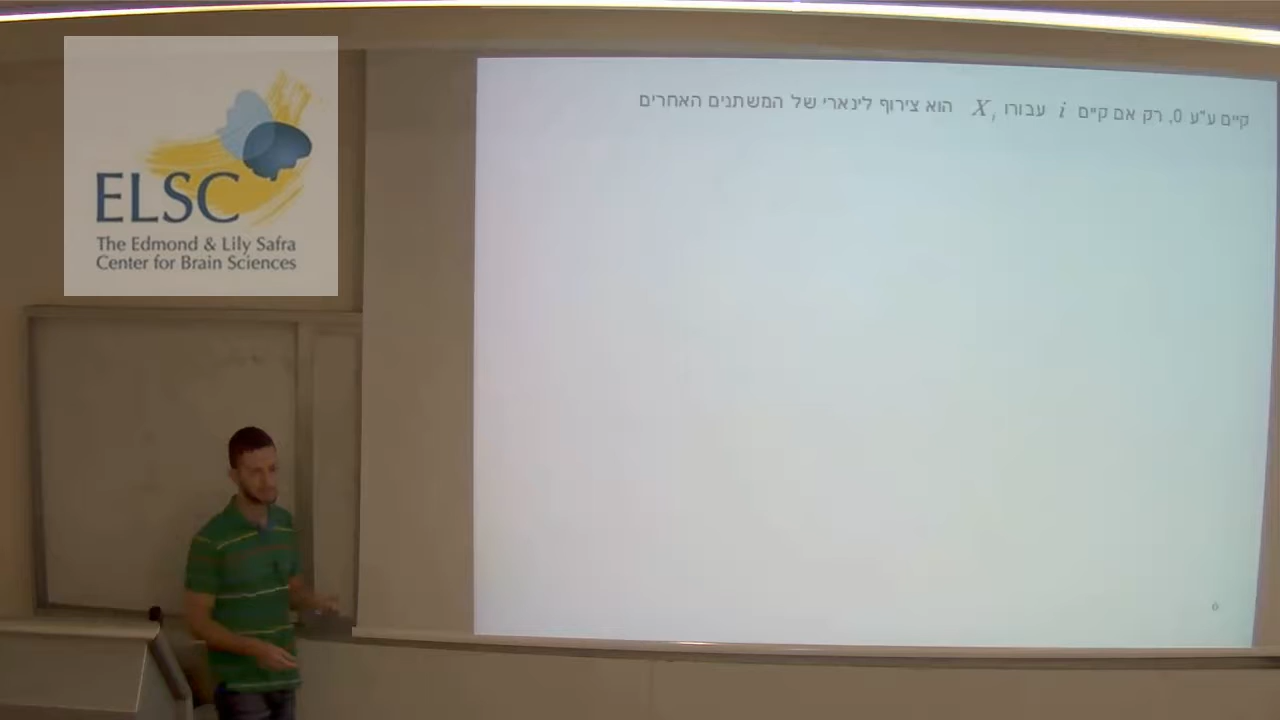 ELSC
The Edmond & Lily Safra
Center for Brain Sciences
קיים ע"ע 0, רק אם קיים i עבורו X_i הוא צירוף לינארי של המשתנים האחרים
6